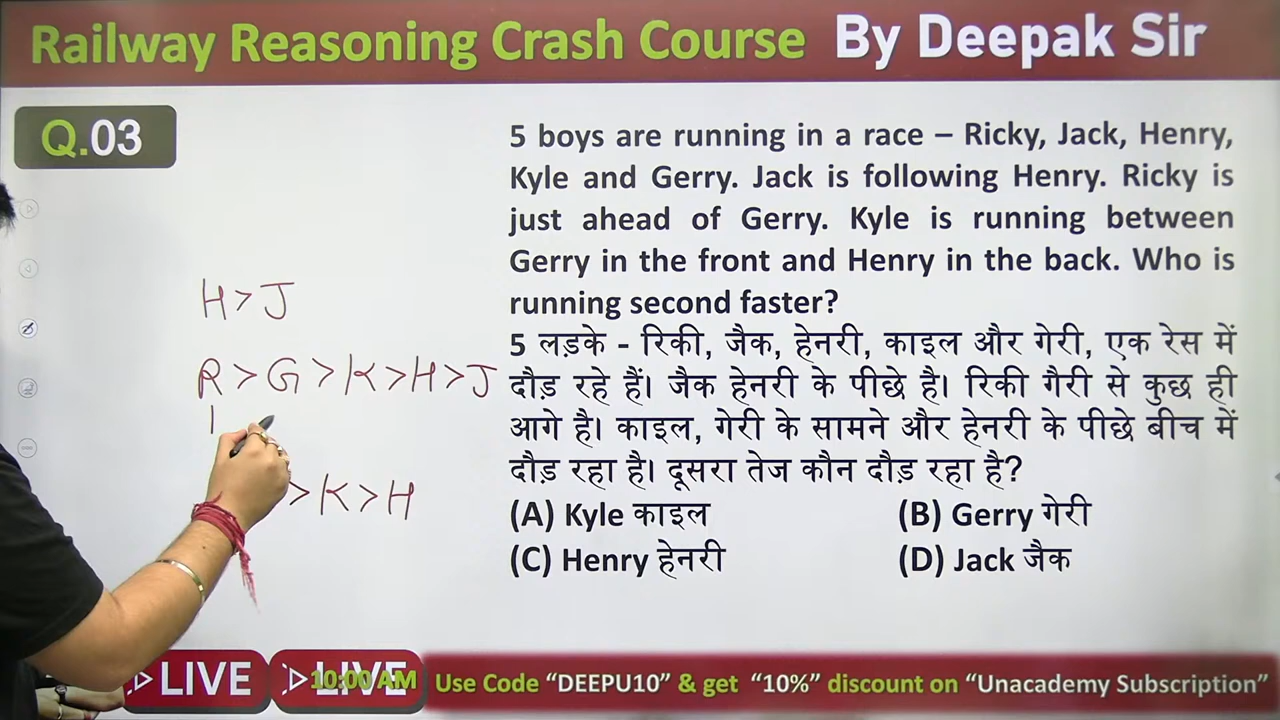 Railway Reasoning Crash Course By Deepak Sir
Q.03
5 boys are running in a race – Ricky, Jack, Henry,
Kyle and Gerry. Jack is following Henry. Ricky is
just ahead of Gerry. Kyle is running between
Gerry in the front and Henry in the back. Who is
running second faster?
5 लड़के - रिकी, जैक, हेनरी, काइल और गेरी, एक रेस में
दौड़ रहे हैं। जैक हेनरी के पीछे है। रिकी गैरी से कुछ ही
आगे है। काइल, गेरी के सामने और हेनरी के पीछे बीच में
दौड़ रहा है। दूसरा तेज कौन दौड़ रहा है?
(A) Kyle काइल
(B) Gerry गेरी
(C) Henry हेनरी
(D) Jack जैक
H > J
R > G > K > H > J
1
> K > H
LIVE
LIVE
10:00 AM
Use Code “DEEPU10” & get “10%” discount on “Unacademy Subscription”